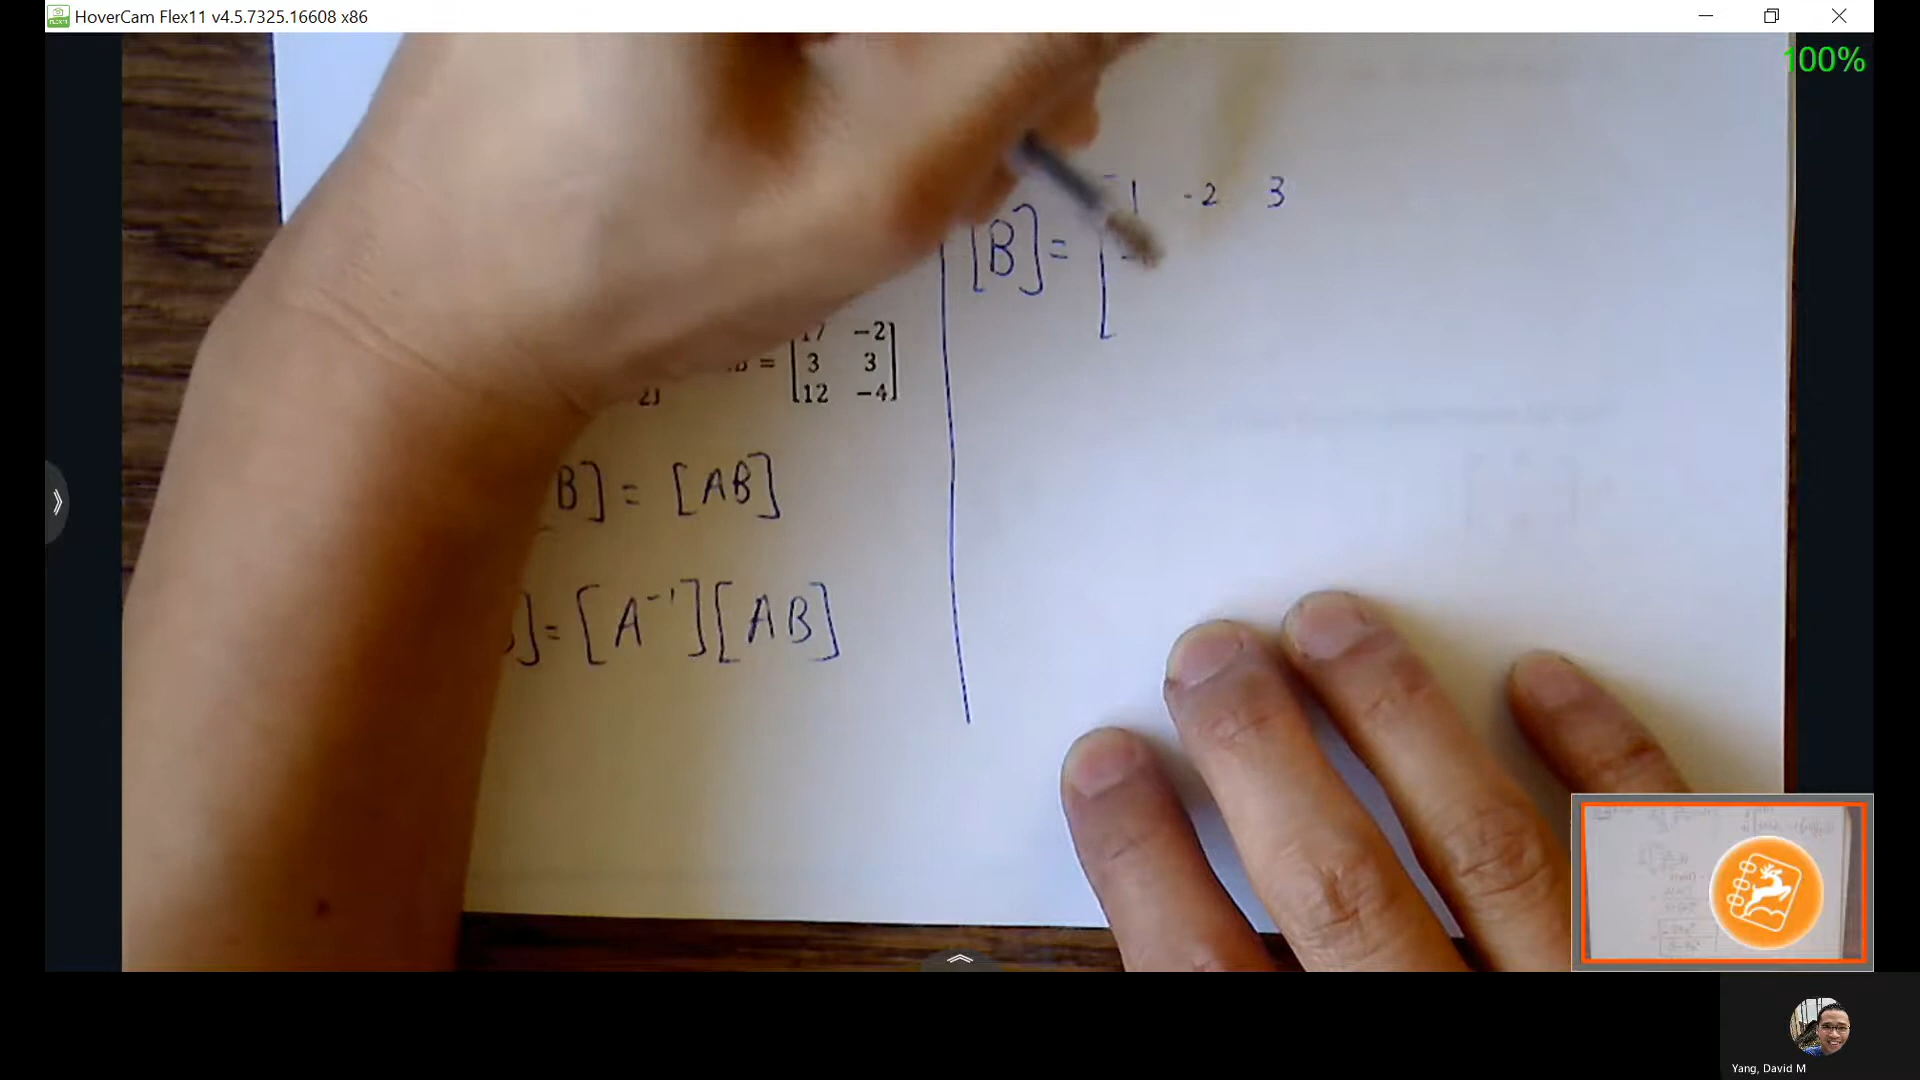 HoverCam Flex11 v4.5.7325.16608 x86
100%
1 -2 3
[B] = [
-2
3 3
12 -4
2]
B] = [AB]
] = [A⁻¹][AB]
Yang, David M